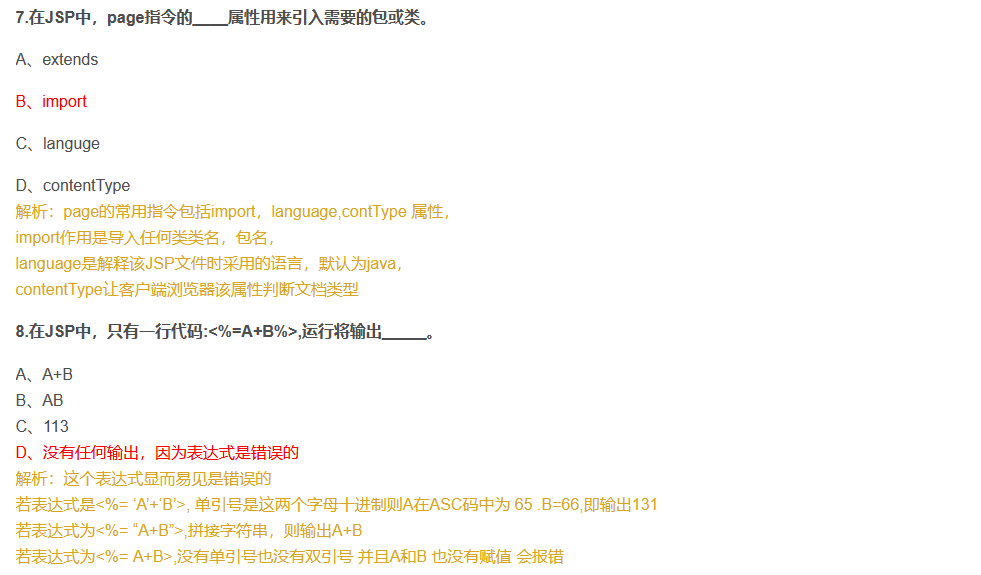 7.在JSP中，page指令的____属性用来引入需要的包或类。
A、extends
B、import
C、languge
D、contentType
解析：page的常用指令包括import，language,contType 属性，
import作用是导入任何类类名，包名，
language是解释该JSP文件时采用的语言，默认为java，
contentType让客户端浏览器该属性判断文档类型
8.在JSP中，只有一行代码:<%=A+B%>,运行将输出_____。
A、A+B
B、AB
C、113
D、没有任何输出，因为表达式是错误的
解析：这个表达式显而易见是错误的
若表达式是<%= ‘A’+‘B’>, 单引号是这两个字母十进制则A在ASC码中为 65 .B=66,即输出131
若表达式为<%= “A+B”>,拼接字符串，则输出A+B
若表达式为<%= A+B>,没有单引号也没有双引号 并且A和B 也没有赋值 会报错